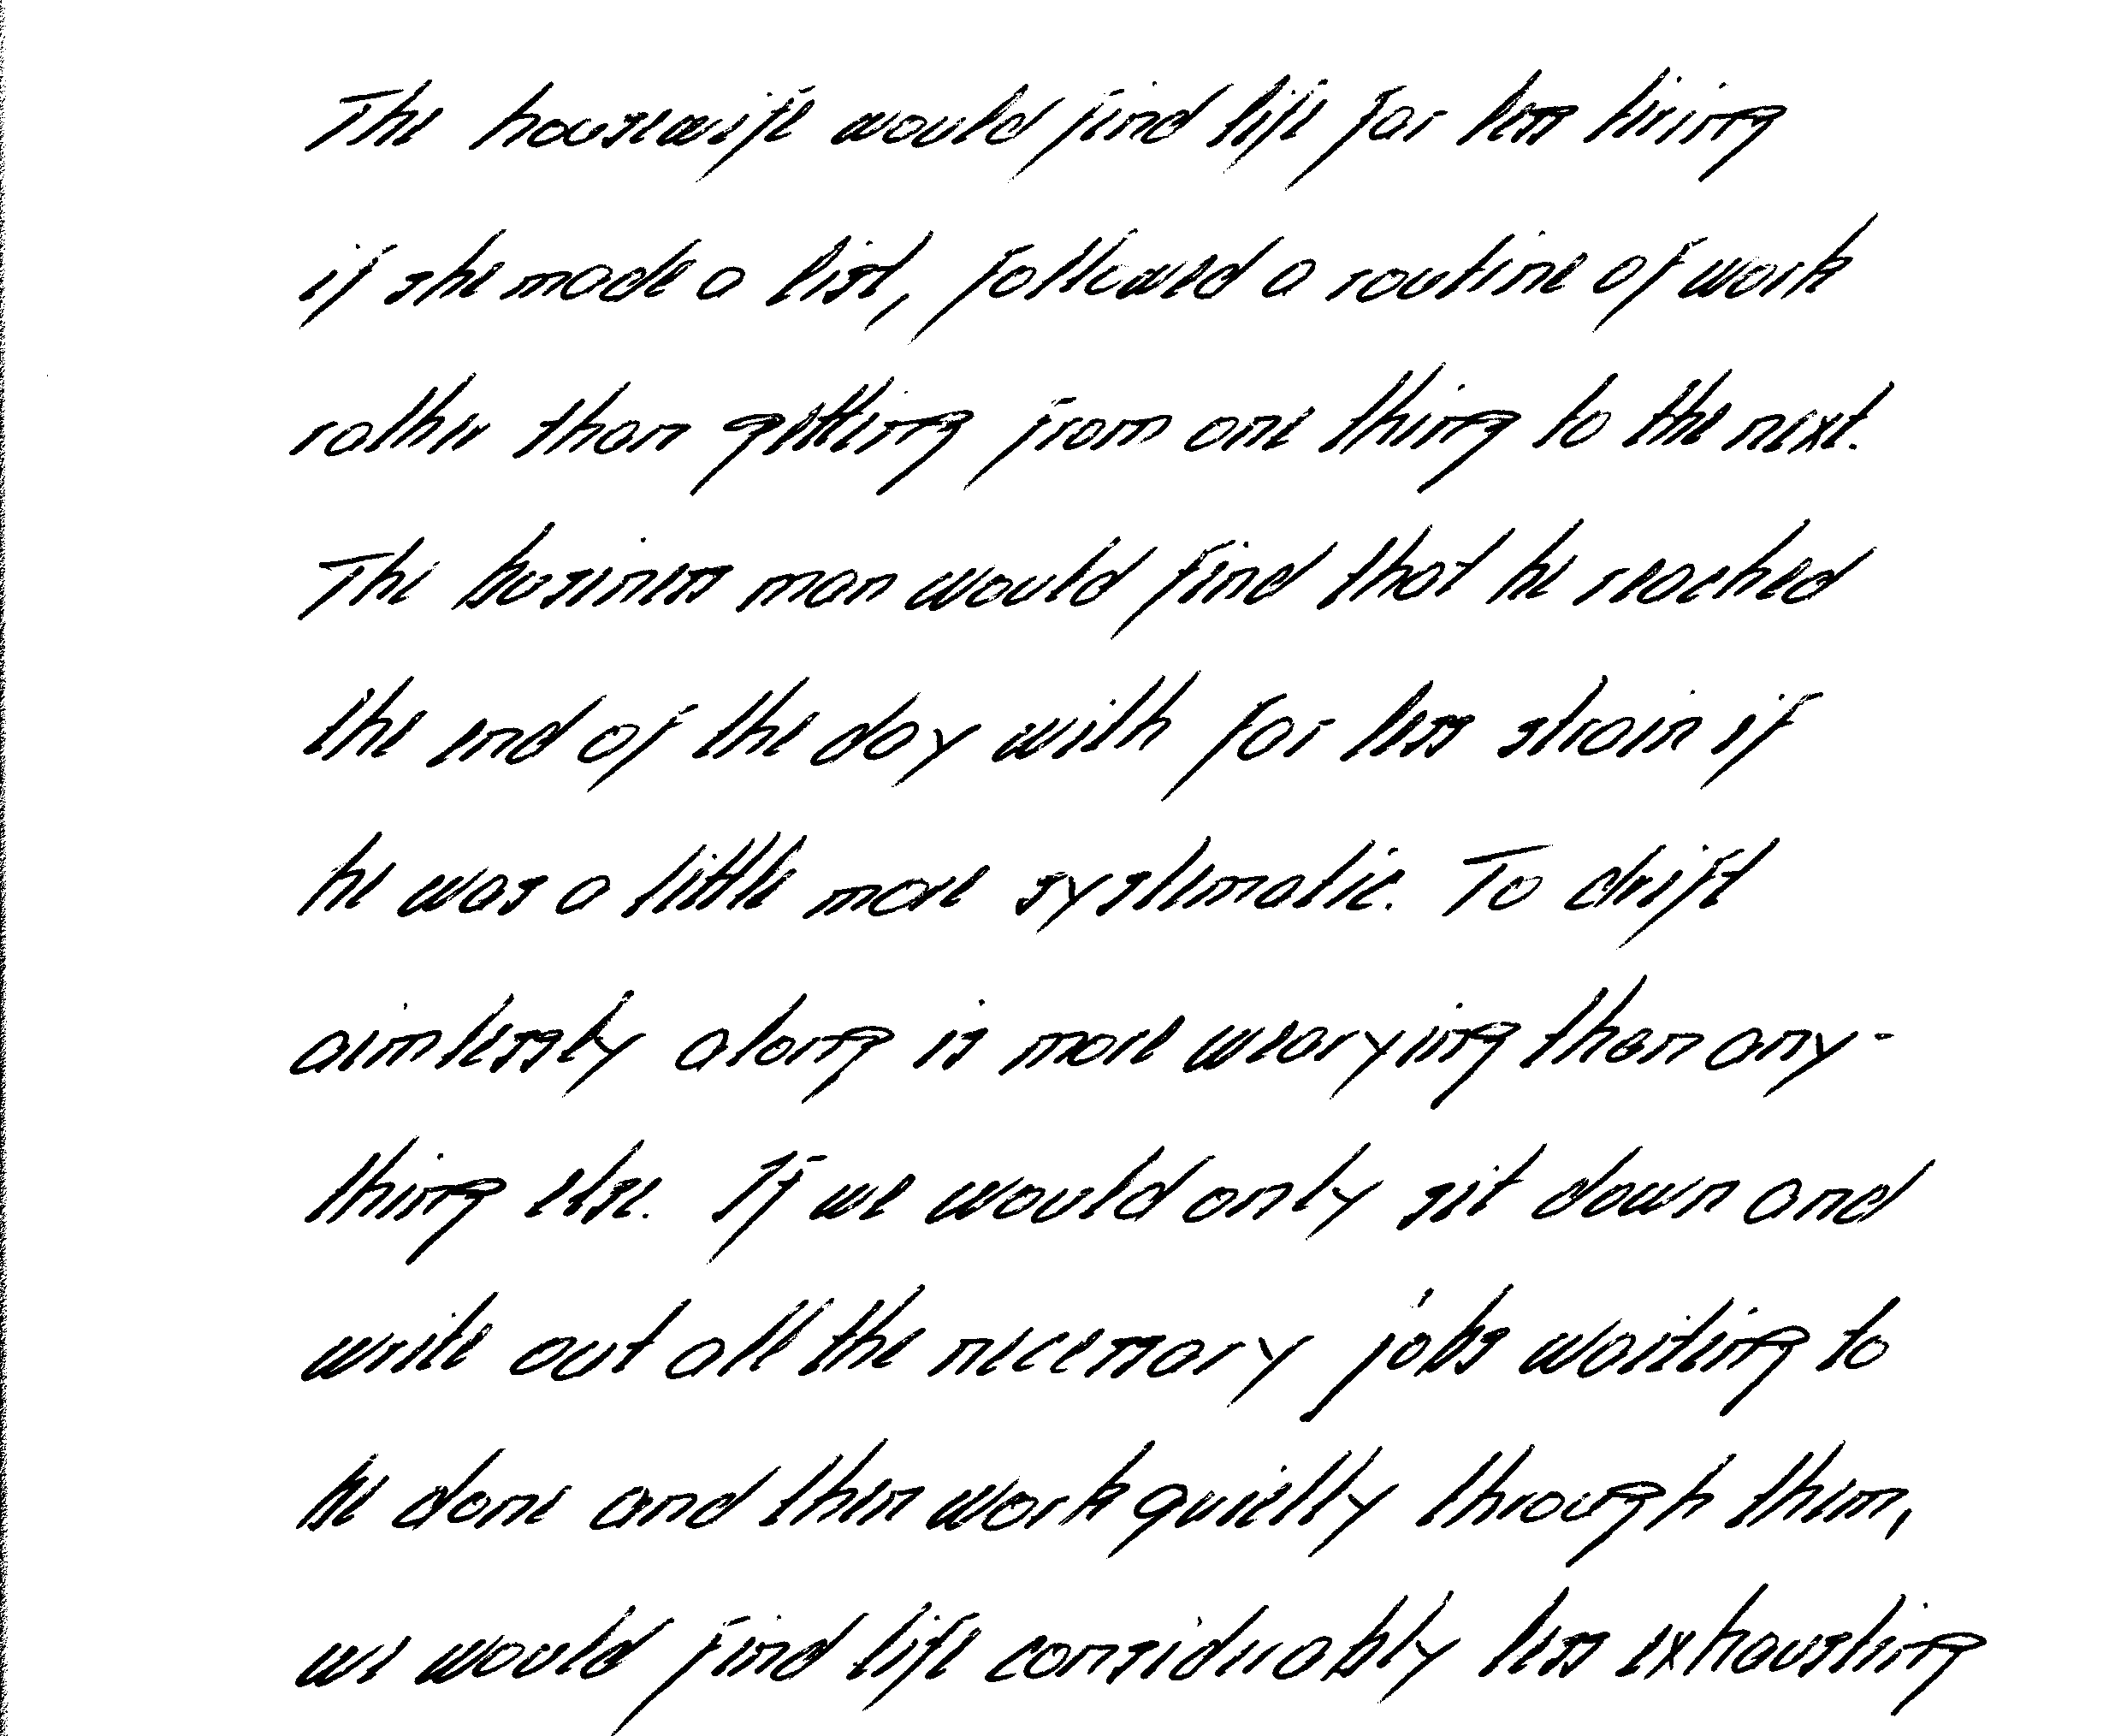 The housewife would find life far less tiring
if she made a list, followed a routine of work
rather than getting from one thing to the next.
The business man would find that he reached
the end of the day with far less strain if
he was a little more systematic. To drift
aimlessly along is more wearying than any-
thing else. If we would only sit down and
write out all the necessary jobs waiting to
be done and then work quietly through them,
we would find life considerably less exhausting